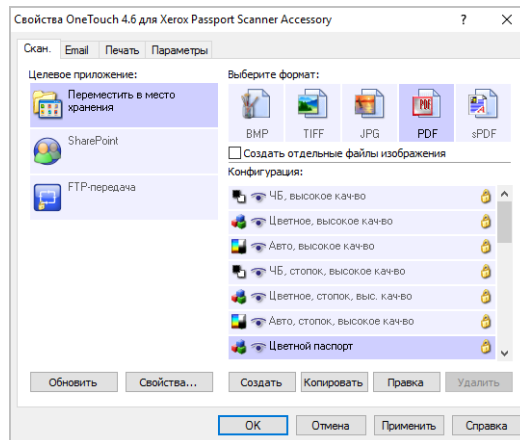 Свойства OneTouch 4.6 для Xerox Passport Scanner Accessory
Скан. Email Печать Параметры
Целевое приложение:
Переместить в место
хранения
SharePoint
FTP-передача
Выберите формат:
BMP TIFF JPG PDF sPDF
Создать отдельные файлы изображения
Конфигурация:
ЧБ, высокое кач-во
Цветное, высокое кач-во
Авто, высокое кач-во
ЧБ, стопок, высокое кач-во
Цветное, стопок, выс. кач-во
Авто, стопок, высокое кач-во
Цветной паспорт
Обновить Свойства... Создать Копировать Правка Удалить
OK Отмена Применить Справка